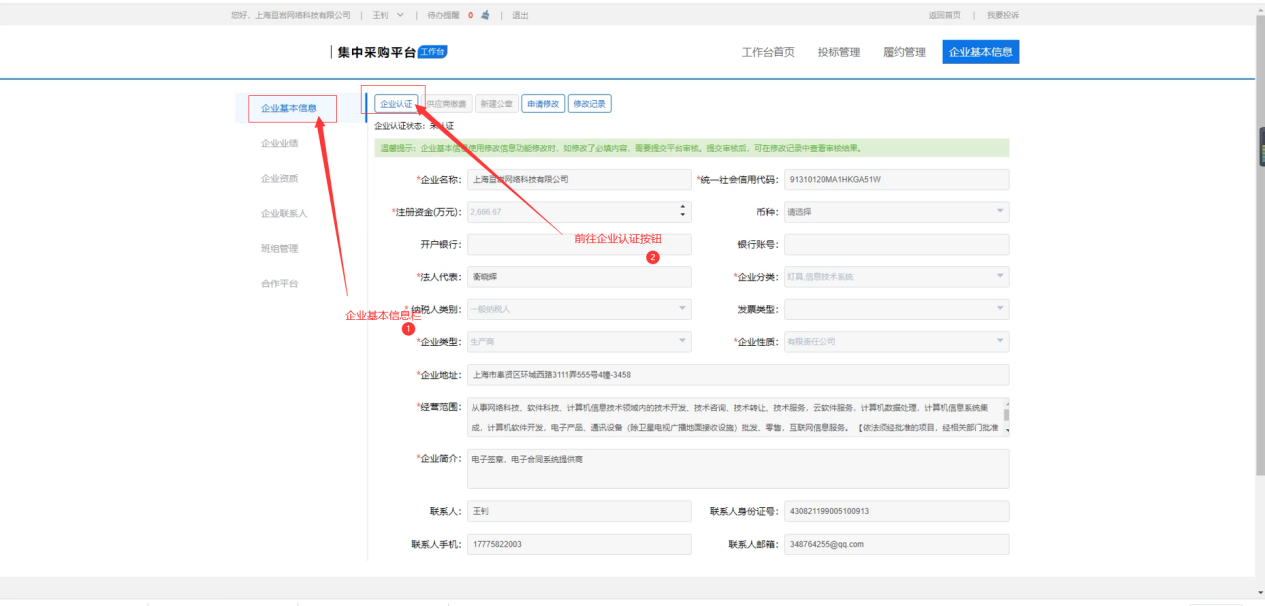 您好，上海亘岩网络科技有限公司 | 王钊 | 待办提醒 0 | 退出 返回首页 | 我要投诉
集中采购平台 工作台 工作台首页 投标管理 履约管理 企业基本信息
企业基本信息
企业业绩
企业资质
企业联系人
班组管理
合作平台
企业认证 供应商缴费 新建公章 申请修改 修改记录
企业认证状态：未认证
温馨提示：企业基本信息使用修改信息功能修改时，如修改了必填内容，需要提交平台审核。提交审核后，可在修改记录中查看审核结果。
*企业名称： 上海亘岩网络科技有限公司 *统一社会信用代码： 91310120MA1HKGA51W
*注册资金(万元)： 2,666.67 币种： 请选择
开户银行： 银行账号：
前往企业认证按钮
2
*法人代表： *企业分类： 灯具,信息技术系统
*纳税人类别： 一般纳税人 发票类型：
企业基本信息栏
1
*企业类型： 生产商 *企业性质： 有限责任公司
*企业地址： 上海市奉贤区环城西路3111弄555号4幢-3458
*经营范围： 从事网络科技、软件科技、计算机信息技术领域内的技术开发、技术咨询、技术转让、技术服务，云软件服务，计算机数据处理，计算机信息系统集
成，计算机软件开发，电子产品、通讯设备（除卫星电视广播地面接收设施）批发、零售，互联网信息服务。【依法须经批准的项目，经相关部门批准
*企业简介： 电子签章、电子合同系统提供商
联系人： 王钊 联系人身份证号： 430821199005100913
联系人手机： 17775822003 联系人邮箱： 348764255@qq.com